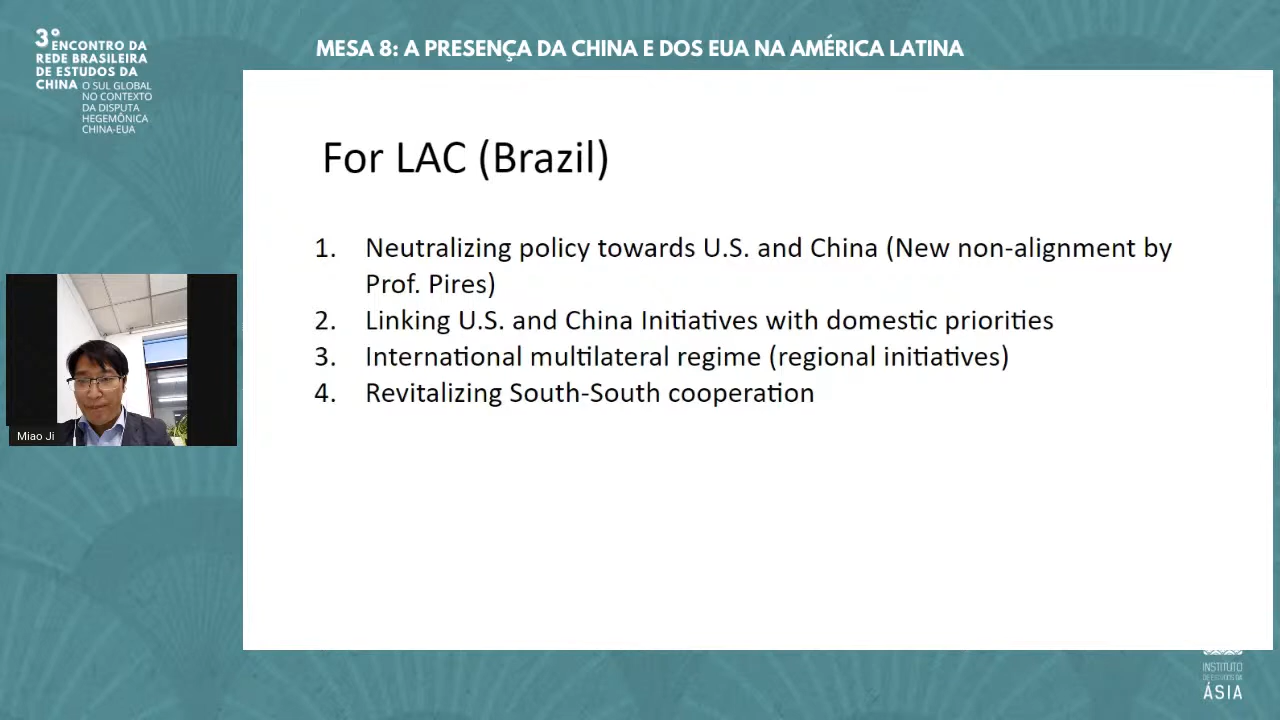 3º ENCONTRO DA
REDE BRASILEIRA
DE ESTUDOS DA
CHINA O SUL GLOBAL
NO CONTEXTO
DA DISPUTA
HEGEMÔNICA
CHINA-EUA
MESA 8: A PRESENÇA DA CHINA E DOS EUA NA AMÉRICA LATINA
For LAC (Brazil)
1. Neutralizing policy towards U.S. and China (New non-alignment by
Prof. Pires)
2. Linking U.S. and China Initiatives with domestic priorities
3. International multilateral regime (regional initiatives)
4. Revitalizing South-South cooperation
Miao Ji
INSTITUTO
DE ESTUDOS DA
ÁSIA